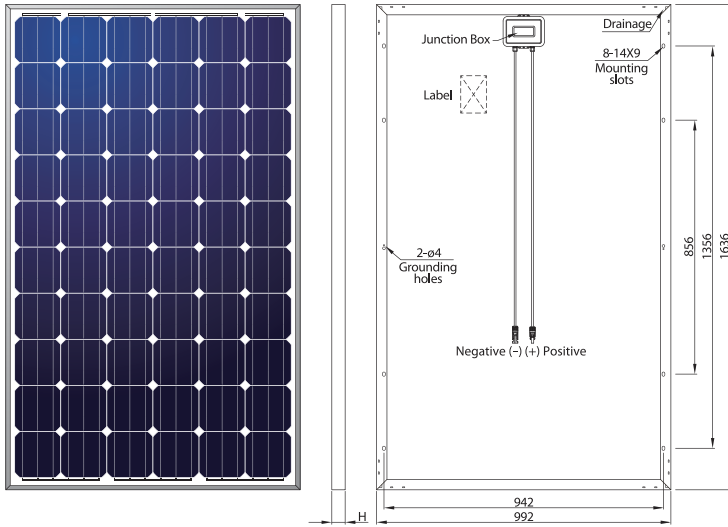 Drainage
Junction Box
8-14X9
Mounting
slots
Label
856
1356
1636
2-ø4
Grounding
holes
Negative (-) (+) Positive
942
H
992